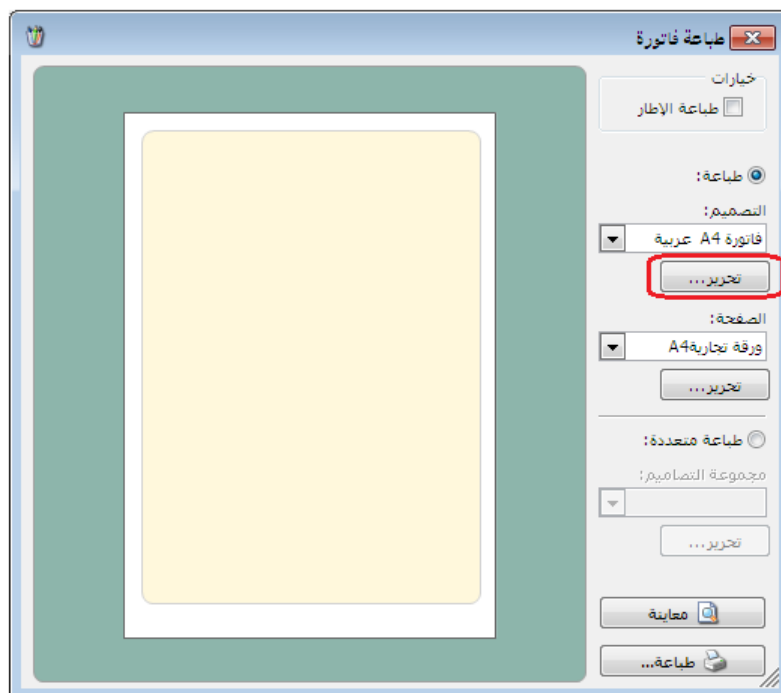 طباعة فاتورة
خيارات
طباعة الإطار
طباعة:
التصميم:
فاتورة A4 عربية
تحرير...
الصفحة:
ورقة تجاريةA4
تحرير...
طباعة متعددة:
مجموعة التصاميم:
تحرير...
معاينة
طباعة...